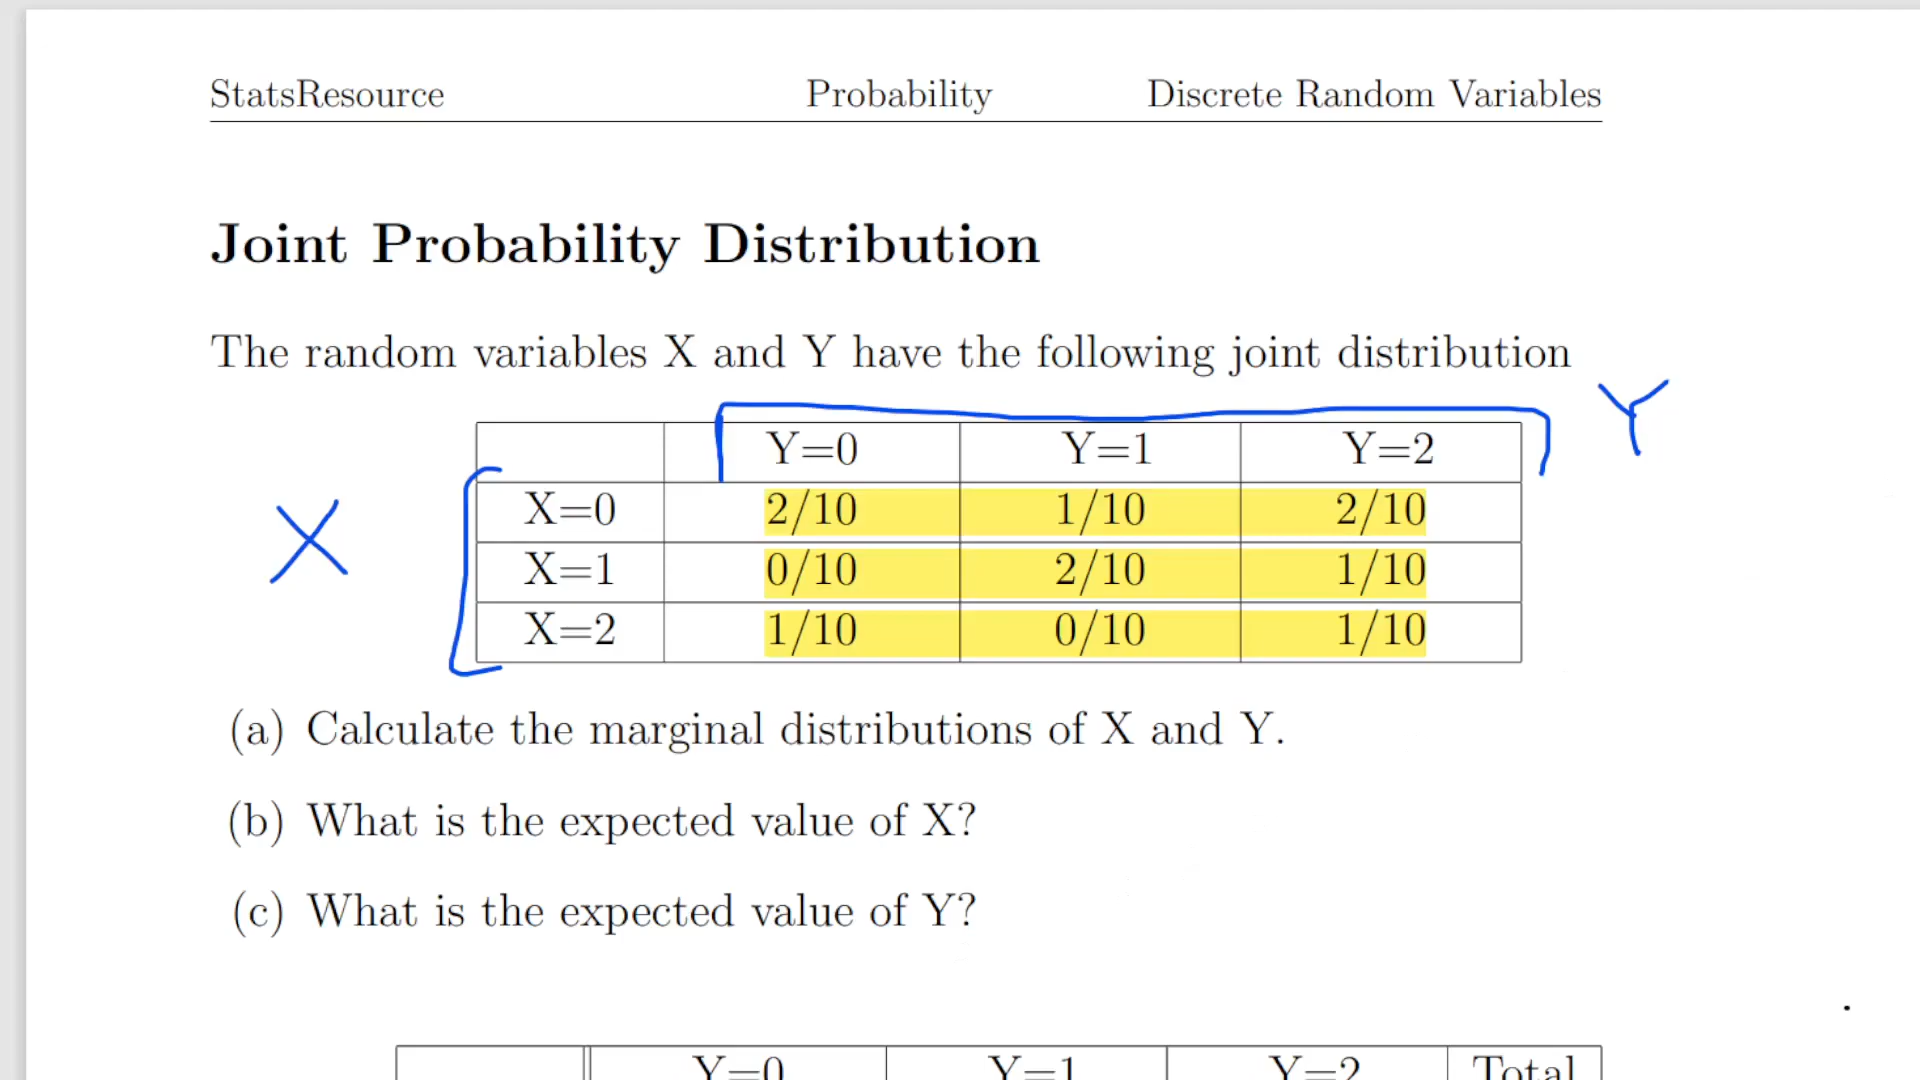 StatsResource Probability Discrete Random Variables
Joint Probability Distribution
The random variables X and Y have the following joint distribution
Y
Y=0 Y=1 Y=2
X
X=0 2/10 1/10 2/10
X=1 0/10 2/10 1/10
X=2 1/10 0/10 1/10
(a) Calculate the marginal distributions of X and Y.
(b) What is the expected value of X?
(c) What is the expected value of Y?
Y=0 Y=1 Y=2 Total